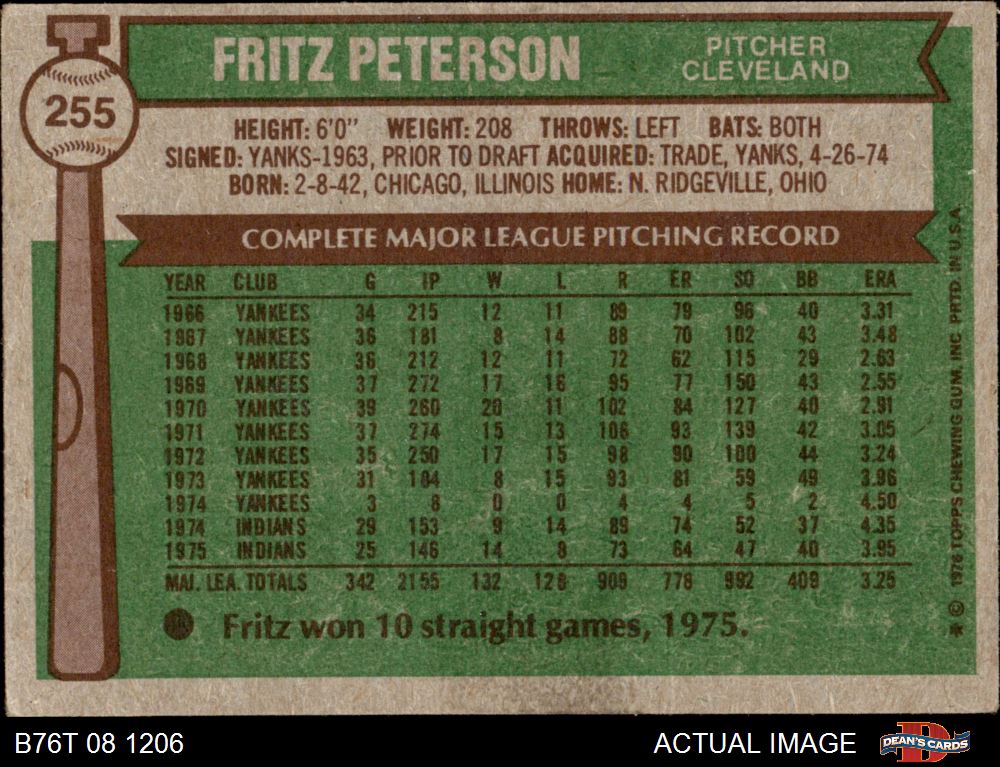 255
FRITZ PETERSON
PITCHER
CLEVELAND
HEIGHT: 6'0" WEIGHT: 208 THROWS: LEFT BATS: BOTH
SIGNED: YANKS-1963, PRIOR TO DRAFT ACQUIRED: TRADE, YANKS, 4-26-74
BORN: 2-8-42, CHICAGO, ILLINOIS HOME: N. RIDGEVILLE, OHIO
COMPLETE MAJOR LEAGUE PITCHING RECORD
YEAR CLUB G IP W L R ER SO BB ERA
1966 YANKEES 34 215 12 11 89 79 96 40 3.31
1967 YANKEES 36 181 8 14 88 70 102 43 3.48
1968 YANKEES 36 212 12 11 72 62 115 29 2.63
1969 YANKEES 37 272 17 16 95 77 150 43 2.55
1970 YANKEES 39 260 20 11 102 84 127 40 2.91
1971 YANKEES 37 274 15 13 106 93 139 42 3.05
1972 YANKEES 35 250 17 15 98 90 100 44 3.24
1973 YANKEES 31 184 8 15 93 81 59 49 3.96
1974 YANKEES 3 8 0 0 4 4 5 2 4.50
1974 INDIANS 29 153 9 14 89 74 52 37 4.35
1975 INDIANS 25 146 14 8 73 64 47 40 3.95
MAJ. LEA. TOTALS 342 2155 132 128 909 778 992 409 3.25
Fritz won 10 straight games, 1975.
* © 1976 TOPPS CHEWING GUM, INC. PRTD. IN U.S.A.
B76T 08 1206
ACTUAL IMAGE
D
DEAN'S CARDS